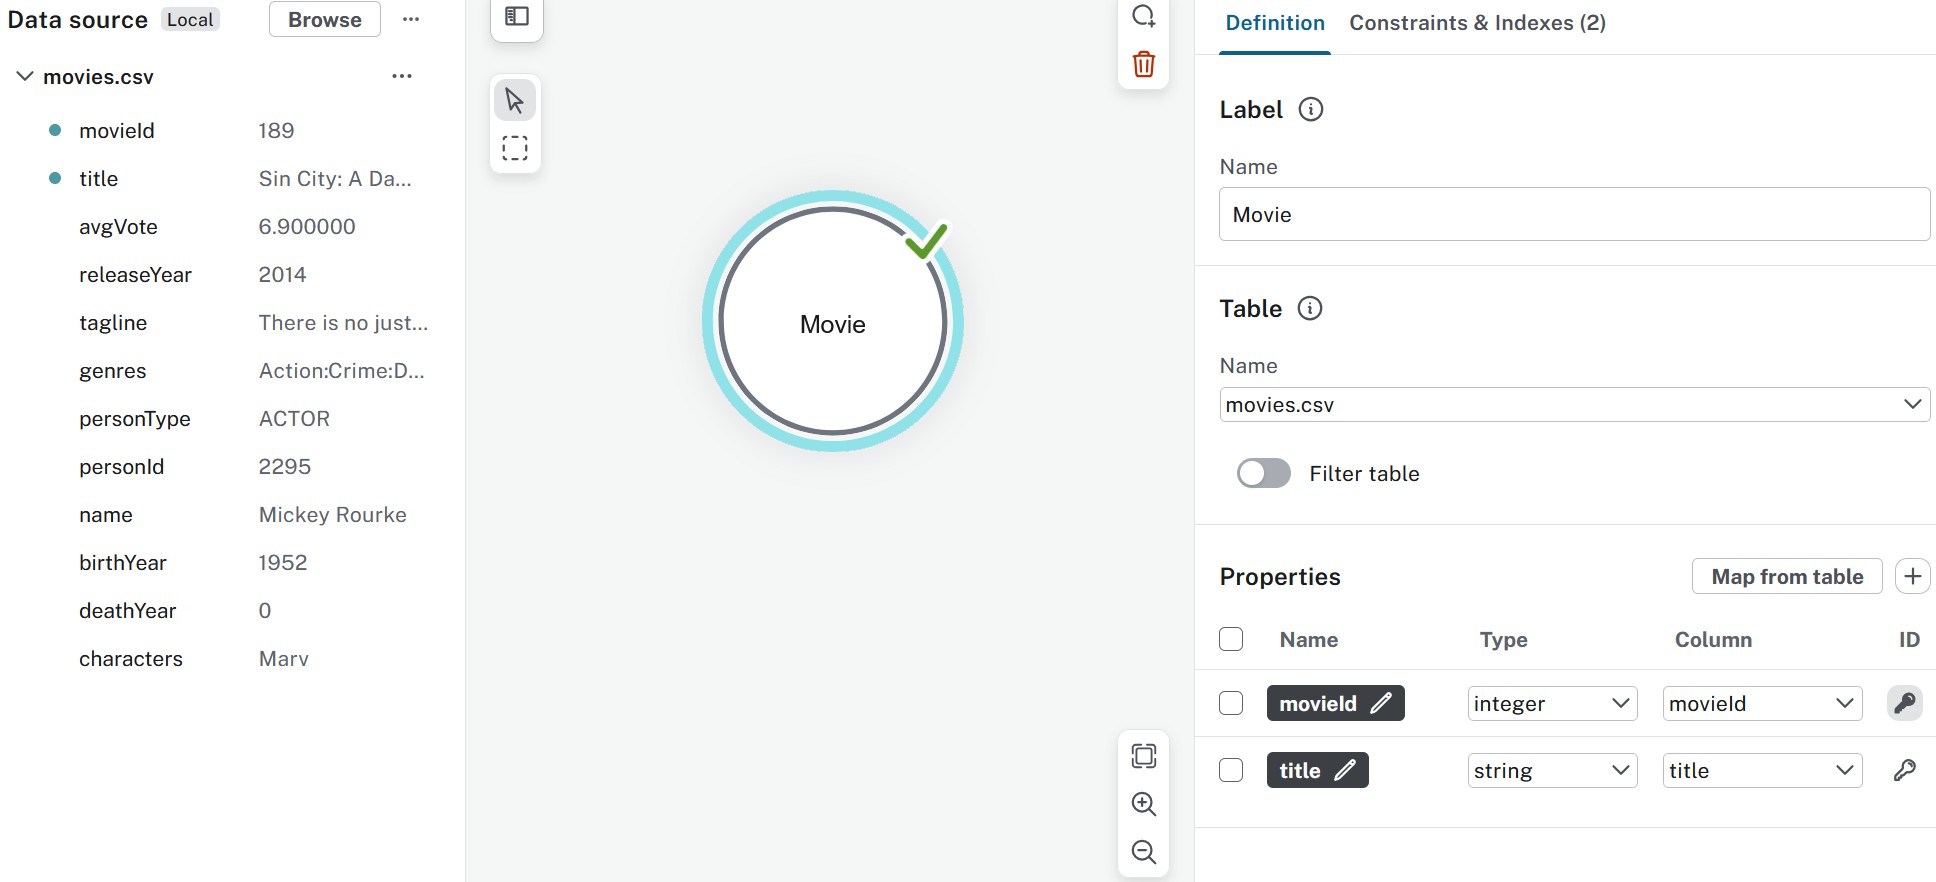 Data source Local Browse
movies.csv
movieId 189
title Sin City: A Da...
avgVote 6.900000
releaseYear 2014
tagline There is no just...
genres Action:Crime:D...
personType ACTOR
personId 2295
name Mickey Rourke
birthYear 1952
deathYear 0
characters Marv
Movie
Definition Constraints & Indexes (2)
Label
Name
Movie
Table
Name
movies.csv
Filter table
Properties Map from table
Name Type Column ID
movieId integer movieId
title string title